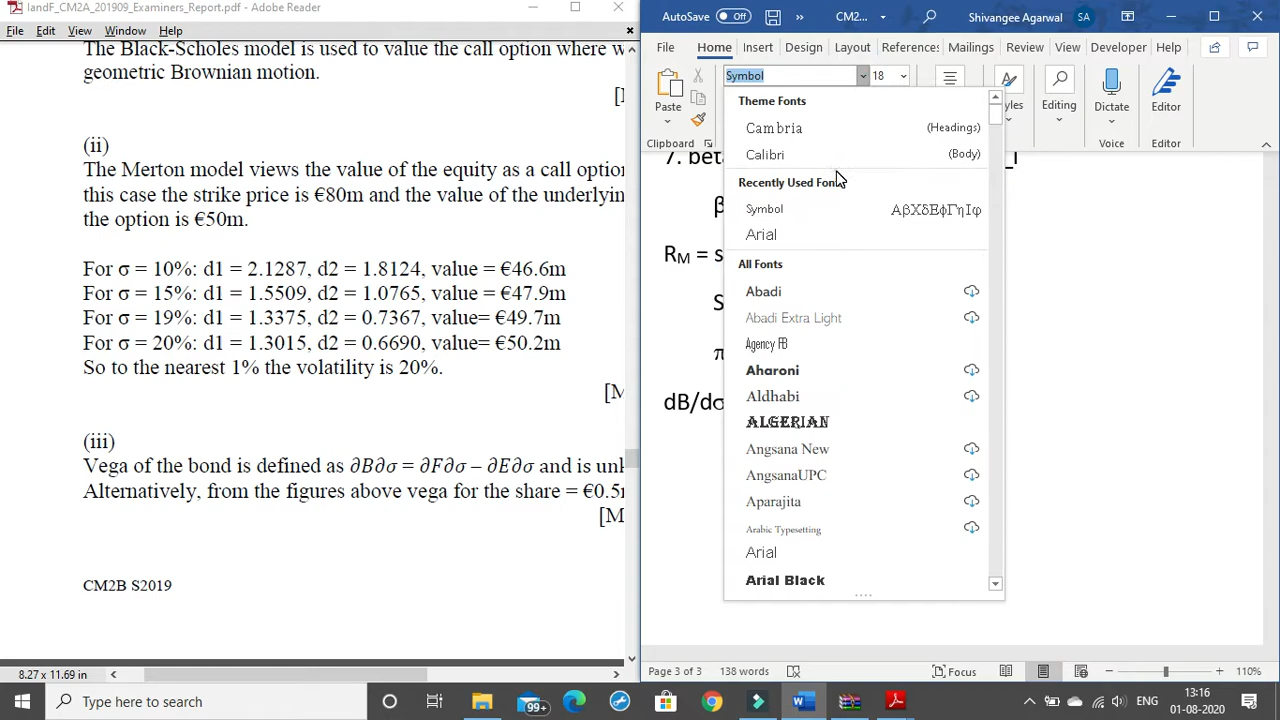 landF_CM2A_201909_Examiners_Report.pdf - Adobe Reader
File Edit View Window Help
The Black-Scholes model is used to value the call option where w
geometric Brownian motion.
(ii)
The Merton model views the value of the equity as a call option
this case the strike price is €80m and the value of the underlyin
the option is €50m.
For σ = 10%: d1 = 2.1287, d2 = 1.8124, value = €46.6m
For σ = 15%: d1 = 1.5509, d2 = 1.0765, value = €47.9m
For σ = 19%: d1 = 1.3375, d2 = 0.7367, value= €49.7m
For σ = 20%: d1 = 1.3015, d2 = 0.6690, value= €50.2m
So to the nearest 1% the volatility is 20%.
[M
(iii)
Vega of the bond is defined as ∂B∂σ = ∂F∂σ – ∂E∂σ and is unk
Alternatively, from the figures above vega for the share = €0.5m
[M
CM2B S2019
8.27 x 11.69 in
AutoSave Off CM2... Shivangee Agarwal SA
File Home Insert Design Layout References Mailings Review View Developer Help
Symbol 18
Paste Editing Dictate Editor
Clipboard Voice Editor
Theme Fonts
Cambria (Headings)
Calibri (Body)
Recently Used Fonts
Symbol ΑβΧδΕφΓηΙφ
Arial
All Fonts
Abadi
Abadi Extra Light
Agency FB
Aharoni
Aldhabi
ALGERIAN
Angsana New
AngsanaUPC
Aparajita
Arabic Typesetting
Arial
Arial Black
7. beta
β
RM = s
S
π
dB/dσ
Page 3 of 3 138 words Focus 110%
Type here to search
99+
ENG
13:16
01-08-2020